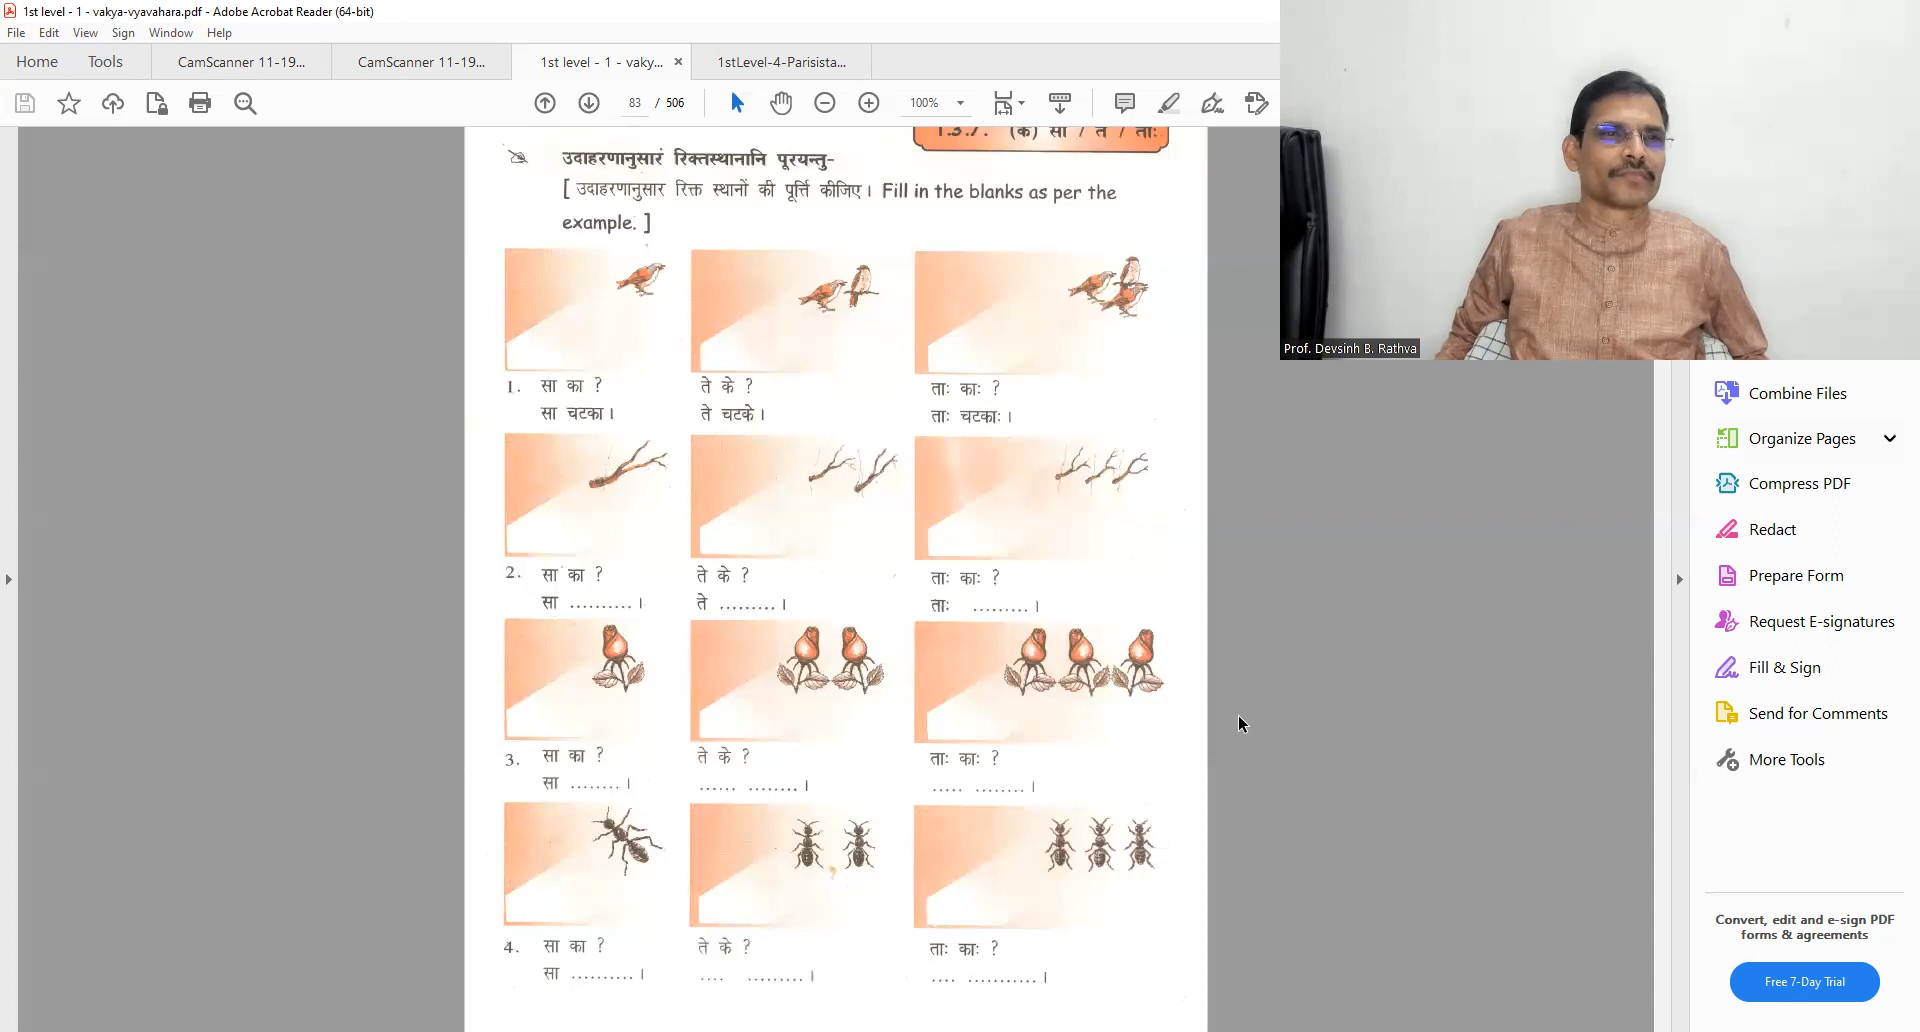 1st level - 1 - vakya-vyavahara.pdf - Adobe Acrobat Reader (64-bit)
File Edit View Sign Window Help
Home Tools CamScanner 11-19... CamScanner 11-19... 1st level - 1 - vaky... × 1stLevel-4-Parisista...
83 / 506 100%
1.3.7. (क) सा / ते / ताः
उदाहरणानुसारं रिक्तस्थानानि पूरयन्तु-
[ उदाहरणानुसार रिक्त स्थानों की पूर्त्ति कीजिए । Fill in the blanks as per the
example. ]
1. सा का ? ते के ? ताः काः ?
सा चटका । ते चटके । ताः चटकाः ।
2. सा का ? ते के ? ताः काः ?
सा .......... । ते ......... । ताः ......... ।
3. सा का ? ते के ? ताः काः ?
सा ........ । ...... ........ । ..... ........ ।
4. सा का ? ते के ? ताः काः ?
सा .......... । .... ......... । .... ........... ।
Prof. Devsinh B. Rathva
Combine Files
Organize Pages
Compress PDF
Redact
Prepare Form
Request E-signatures
Fill & Sign
Send for Comments
More Tools
Convert, edit and e-sign PDF
forms & agreements
Free 7-Day Trial